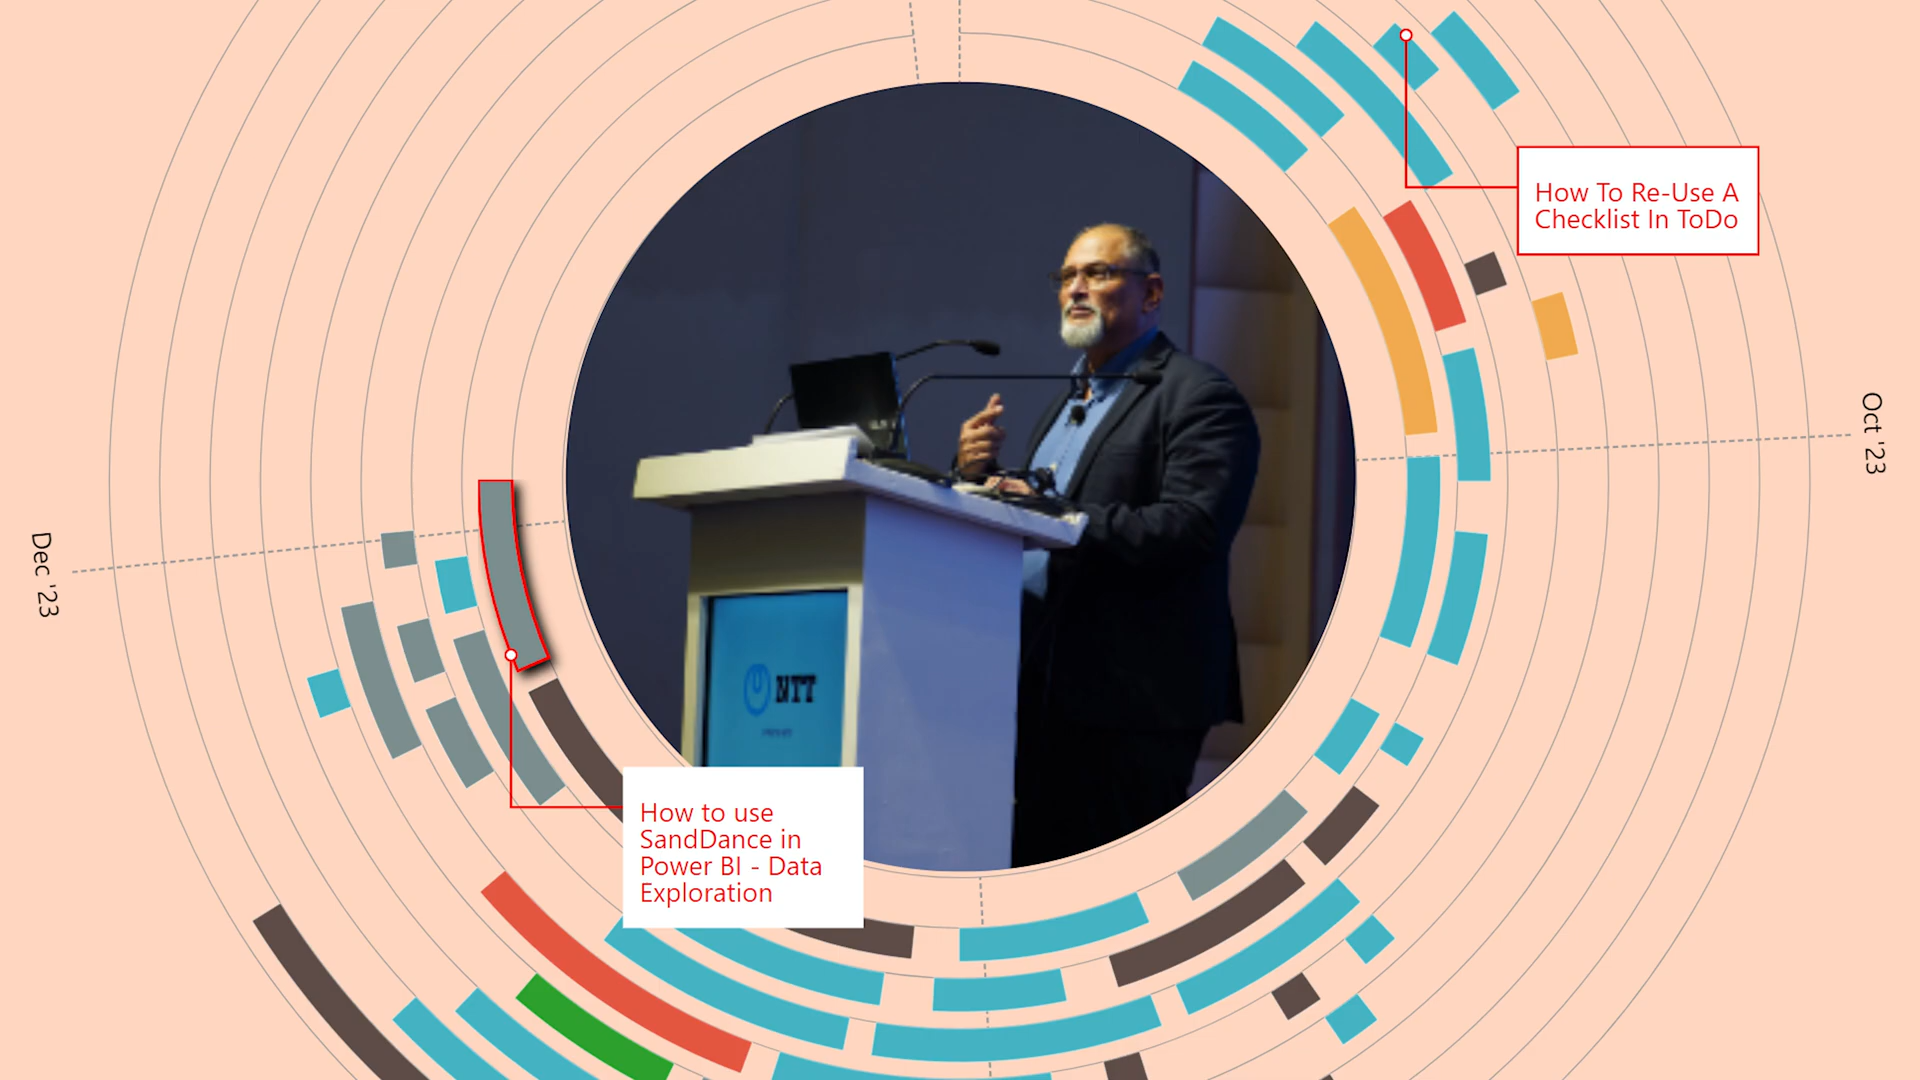 How To Re-Use A
Checklist In ToDo
Oct '23
Dec '23
NTT
How to use
SandDance in
Power BI - Data
Exploration